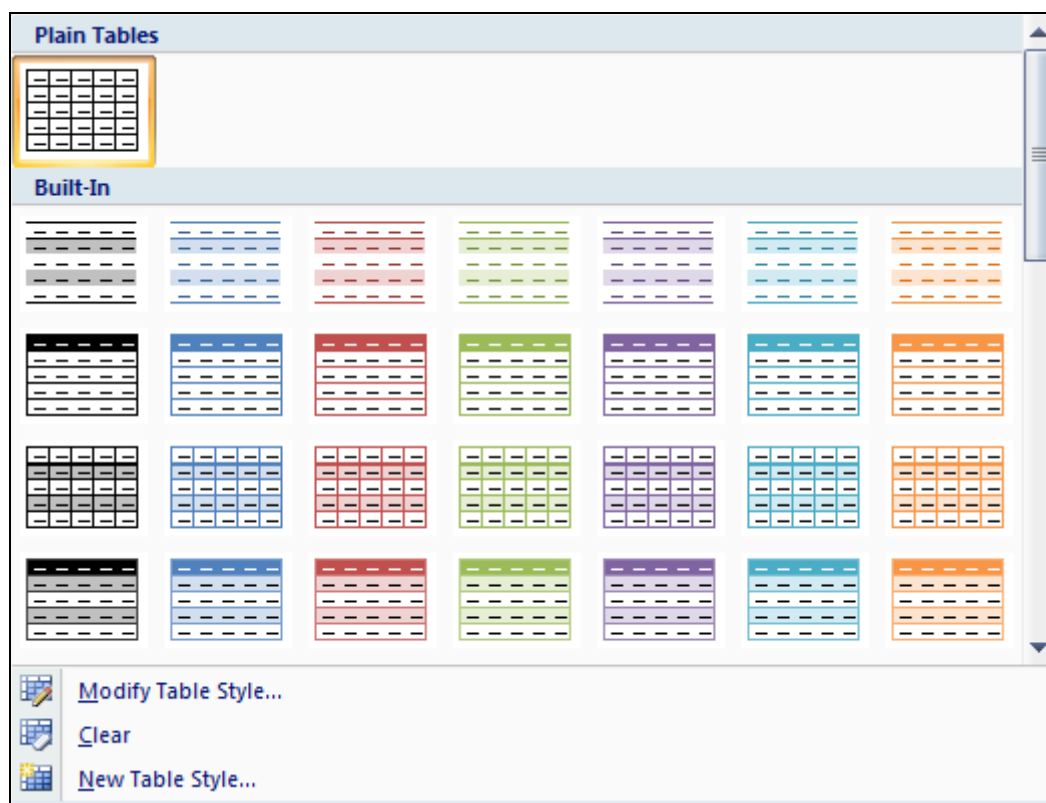 Plain Tables
Built-In
Modify Table Style...
Clear
New Table Style...